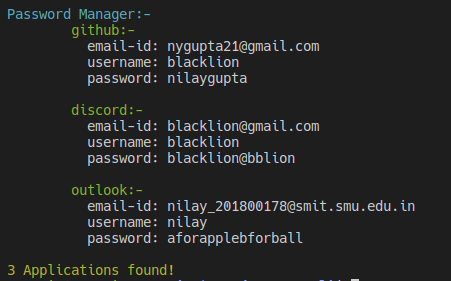 Password Manager:-
github:-
email-id: nygupta21@gmail.com
username: blacklion
password: nilaygupta
discord:-
email-id: blacklion@gmail.com
username: blacklion
password: blacklion@bblion
outlook:-
email-id: nilay_201800178@smit.smu.edu.in
username: nilay
password: aforapplebforball
3 Applications found!